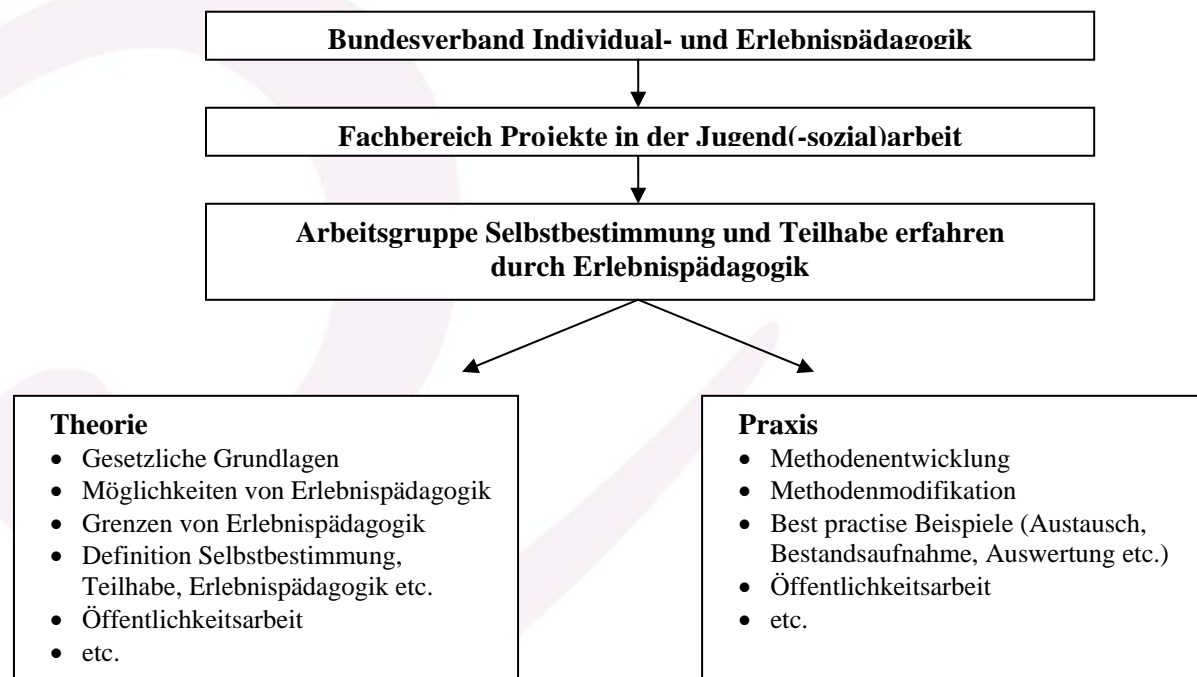 Bundesverband Individual- und Erlebnispädagogik
Fachbereich Projekte in der Jugend(-sozial)arbeit
Arbeitsgruppe Selbstbestimmung und Teilhabe erfahren
durch Erlebnispädagogik
Theorie
• Gesetzliche Grundlagen
• Möglichkeiten von Erlebnispädagogik
• Grenzen von Erlebnispädagogik
• Definition Selbstbestimmung,
Teilhabe, Erlebnispädagogik etc.
• Öffentlichkeitsarbeit
• etc.
Praxis
• Methodenentwicklung
• Methodenmodifikation
• Best practise Beispiele (Austausch,
Bestandsaufnahme, Auswertung etc.)
• Öffentlichkeitsarbeit
• etc.